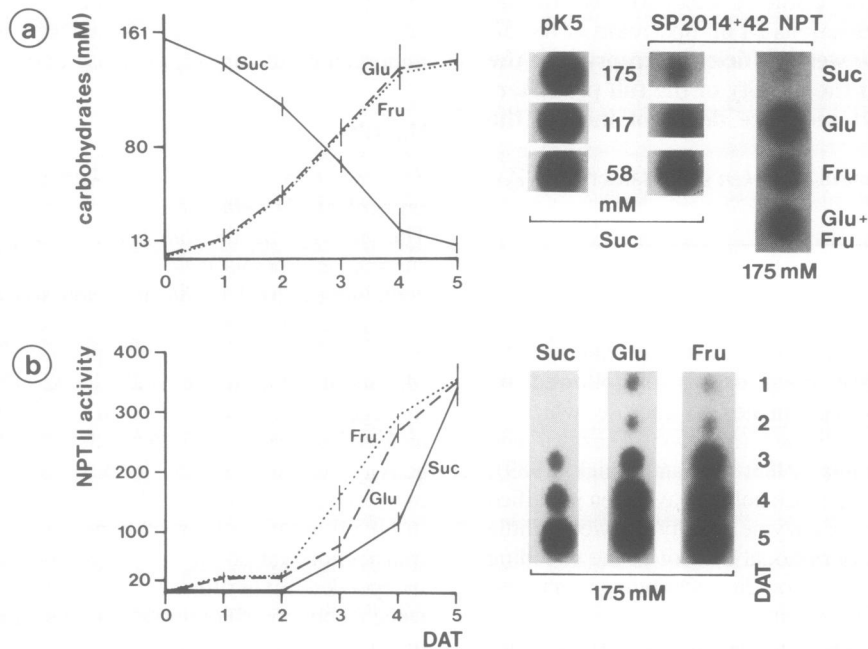 a
carbohydrates (mM)
161
80
13
Suc
Glu
Fru
0 1 2 3 4 5
pK5 SP2014+42 NPT
175 Suc
117 Glu
58 Fru
mM Glu+
Suc Fru
175 mM
b
NPT II activity
400
300
200
100
20
Fru
Glu
Suc
0 1 2 3 4 5
DAT
Suc Glu Fru
1
2
3
4
5
175 mM
DAT